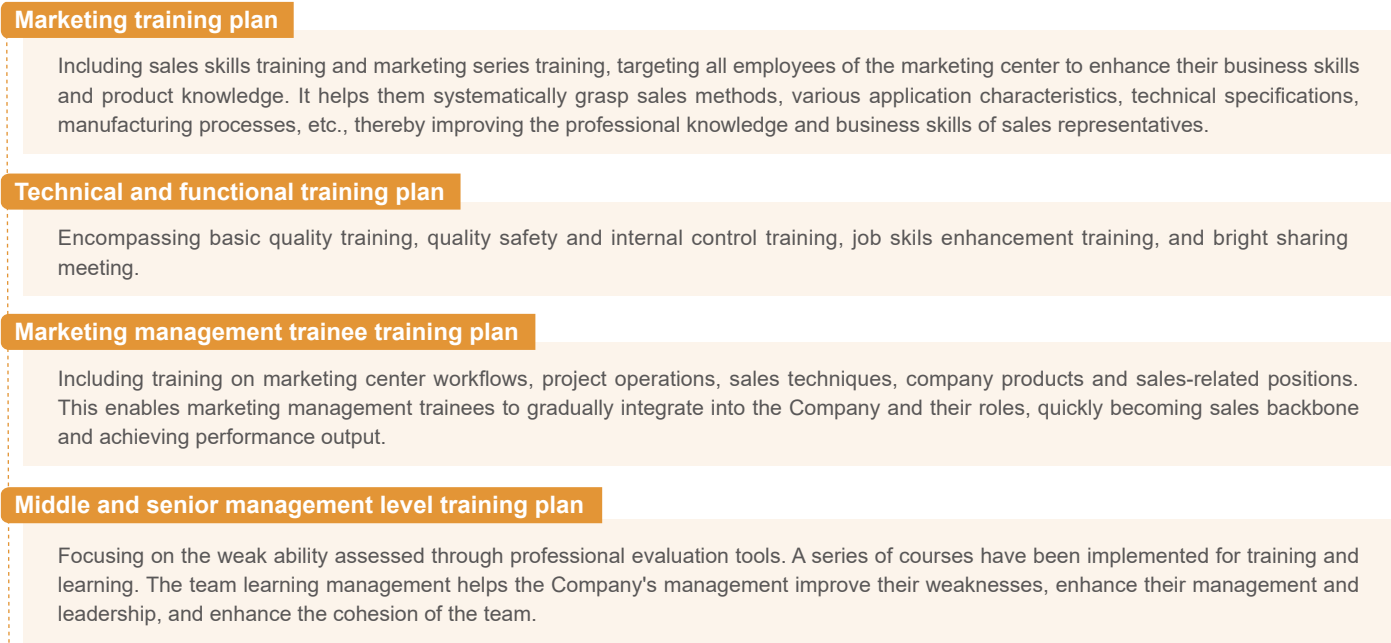 Marketing training plan
Including sales skills training and marketing series training, targeting all employees of the marketing center to enhance their business skills
and product knowledge. It helps them systematically grasp sales methods, various application characteristics, technical specifications,
manufacturing processes, etc., thereby improving the professional knowledge and business skills of sales representatives.
Technical and functional training plan
Encompassing basic quality training, quality safety and internal control training, job skils enhancement training, and bright sharing
meeting.
Marketing management trainee training plan
Including training on marketing center workflows, project operations, sales techniques, company products and sales-related positions.
This enables marketing management trainees to gradually integrate into the Company and their roles, quickly becoming sales backbone
and achieving performance output.
Middle and senior management level training plan
Focusing on the weak ability assessed through professional evaluation tools. A series of courses have been implemented for training and
learning. The team learning management helps the Company's management improve their weaknesses, enhance their management and
leadership, and enhance the cohesion of the team.